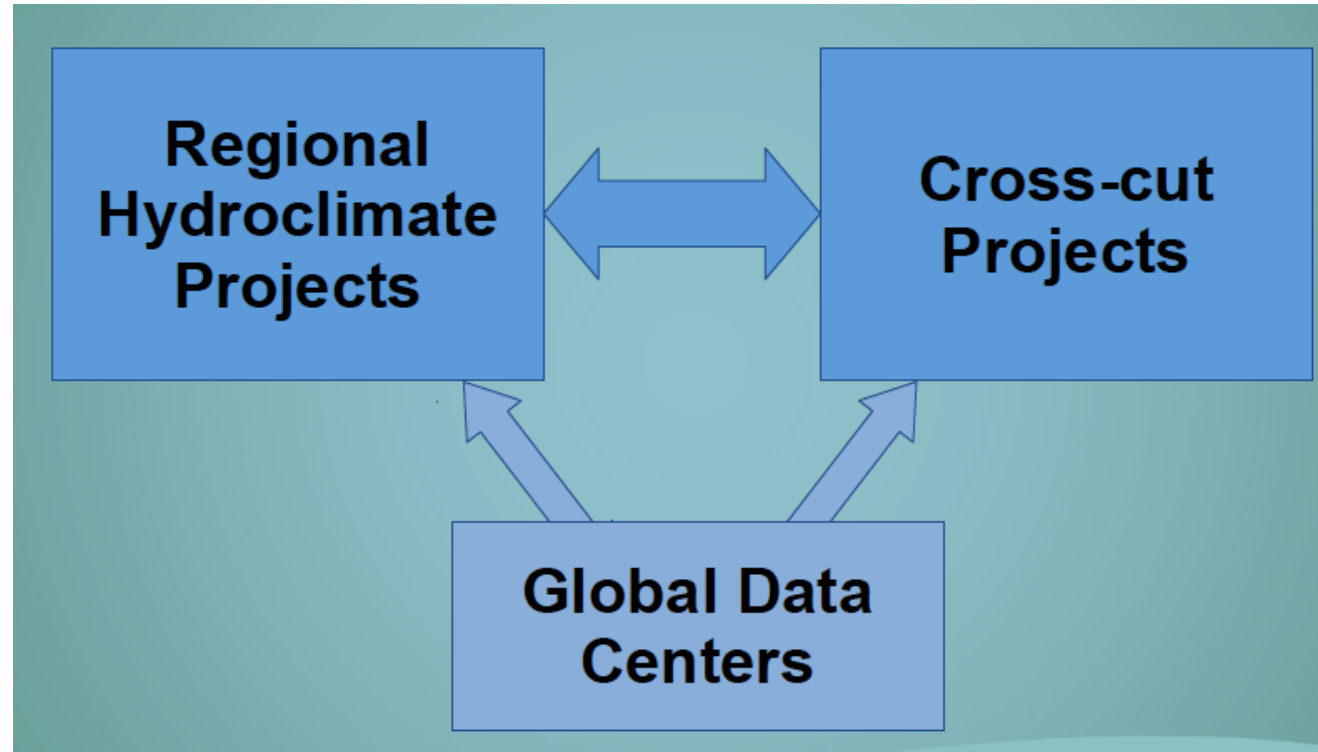 Regional
Hydroclimate
Projects
Cross-cut
Projects
Global Data
Centers